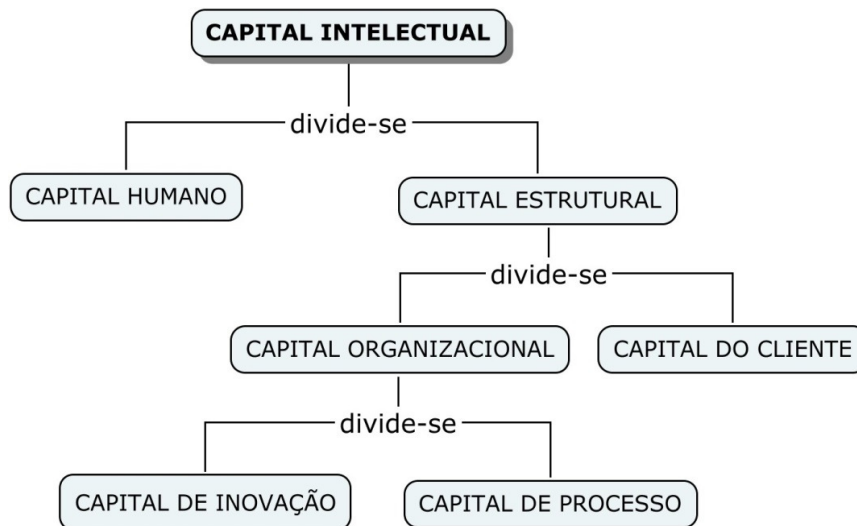 CAPITAL INTELECTUAL
divide-se
CAPITAL HUMANO
CAPITAL ESTRUTURAL
divide-se
CAPITAL ORGANIZACIONAL
CAPITAL DO CLIENTE
divide-se
CAPITAL DE INOVAÇÃO
CAPITAL DE PROCESSO